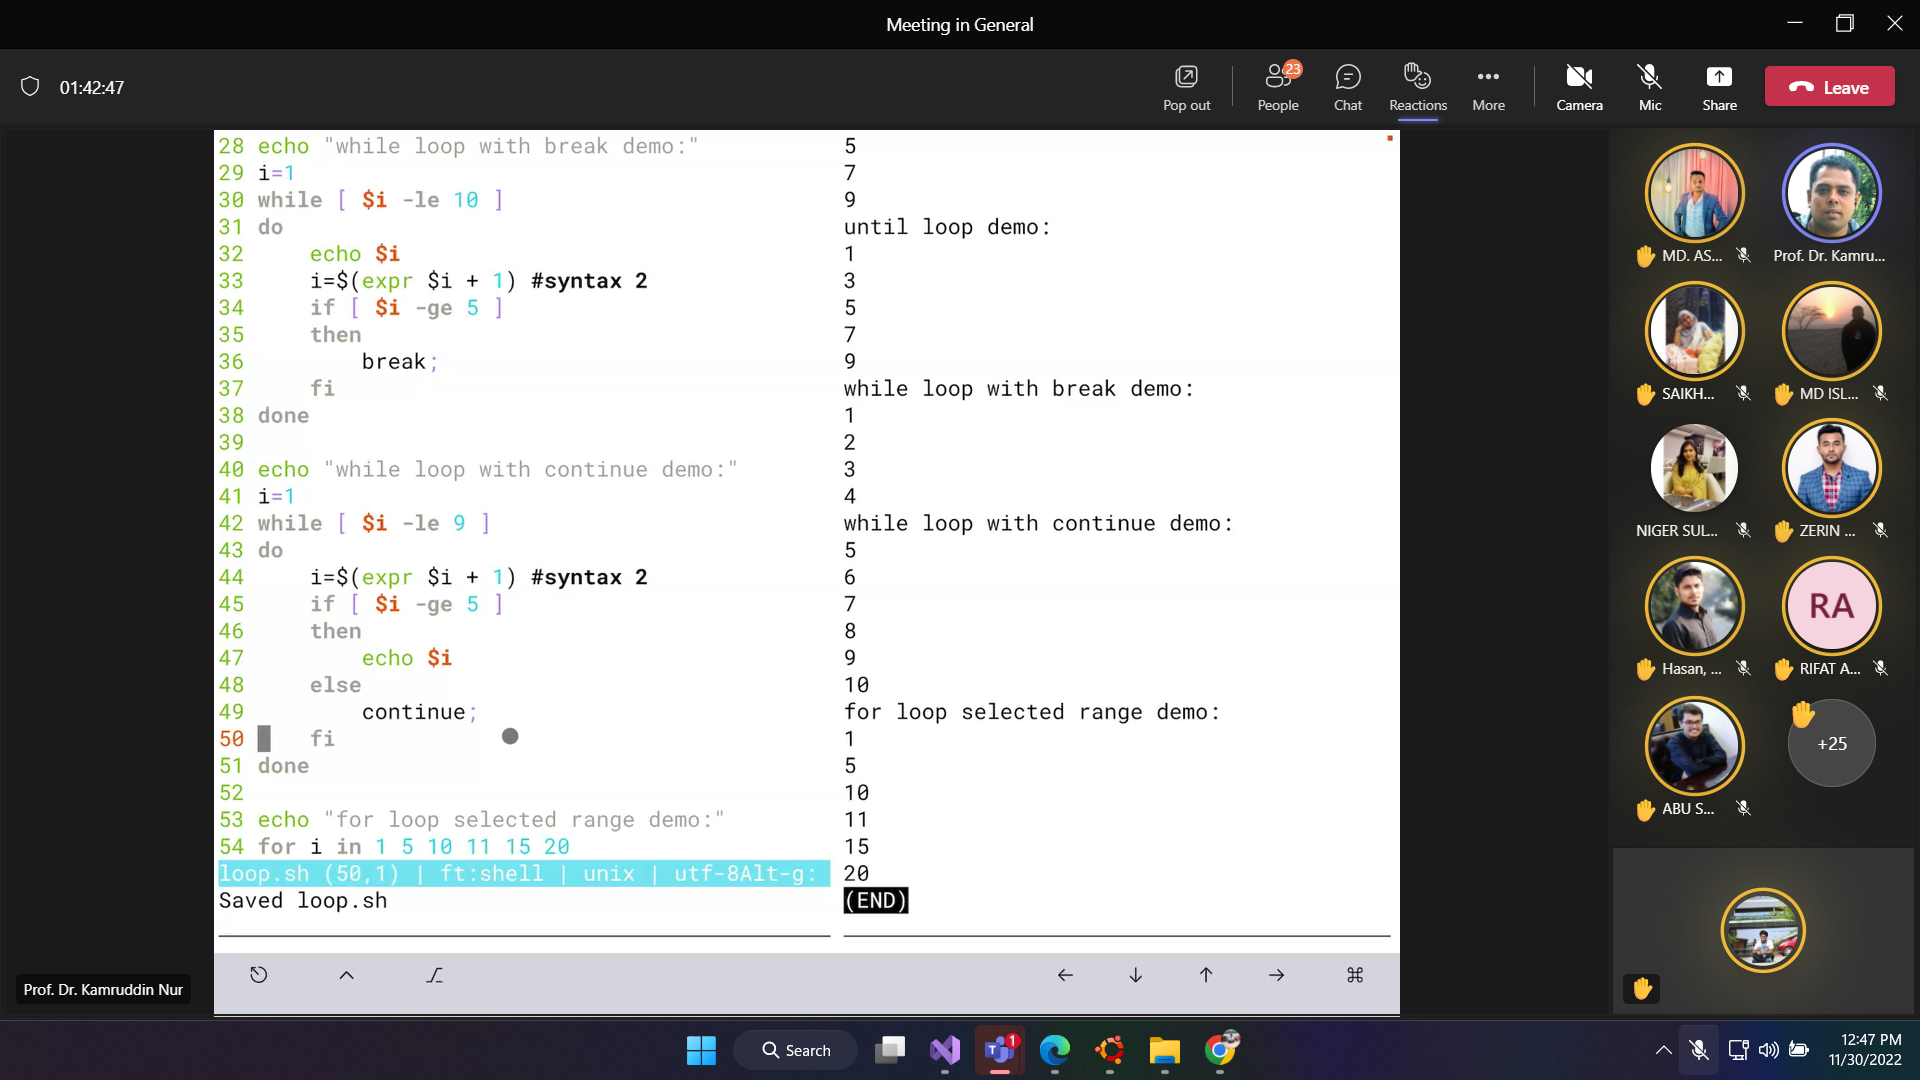 Meeting in General
01:42:47
Pop out
23
People
Chat
Reactions
More
Camera
Mic
Share
Leave
28 echo "while loop with break demo:"
29 i=1
30 while [ $i -le 10 ]
31 do
32     echo $i
33     i=$(expr $i + 1) #syntax 2
34     if [ $i -ge 5 ]
35     then
36         break;
37     fi
38 done
39
40 echo "while loop with continue demo:"
41 i=1
42 while [ $i -le 9 ]
43 do
44     i=$(expr $i + 1) #syntax 2
45     if [ $i -ge 5 ]
46     then
47         echo $i
48     else
49         continue;
50     fi
51 done
52
53 echo "for loop selected range demo:"
54 for i in 1 5 10 11 15 20
loop.sh (50,1) | ft:shell | unix | utf-8Alt-g:
Saved loop.sh
5
7
9
until loop demo:
1
3
5
7
9
while loop with break demo:
1
2
3
4
while loop with continue demo:
5
6
7
8
9
10
for loop selected range demo:
1
5
10
11
15
20
(END)
MD. AS...
Prof. Dr. Kamru...
SAIKH...
MD ISL...
NIGER SUL...
ZERIN ...
Hasan, ...
RA
RIFAT A...
ABU S...
+25
Prof. Dr. Kamruddin Nur
Search
1
12:47 PM
11/30/2022